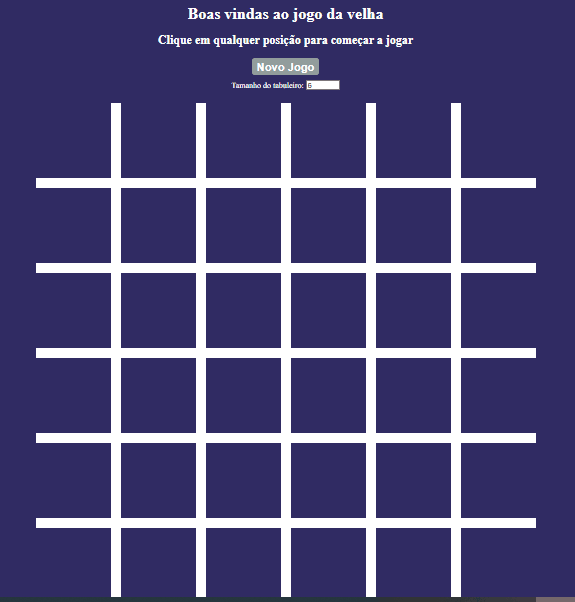 Boas vindas ao jogo da velha
Clique em qualquer posição para começar a jogar
Novo Jogo
Tamanho do tabuleiro: 6